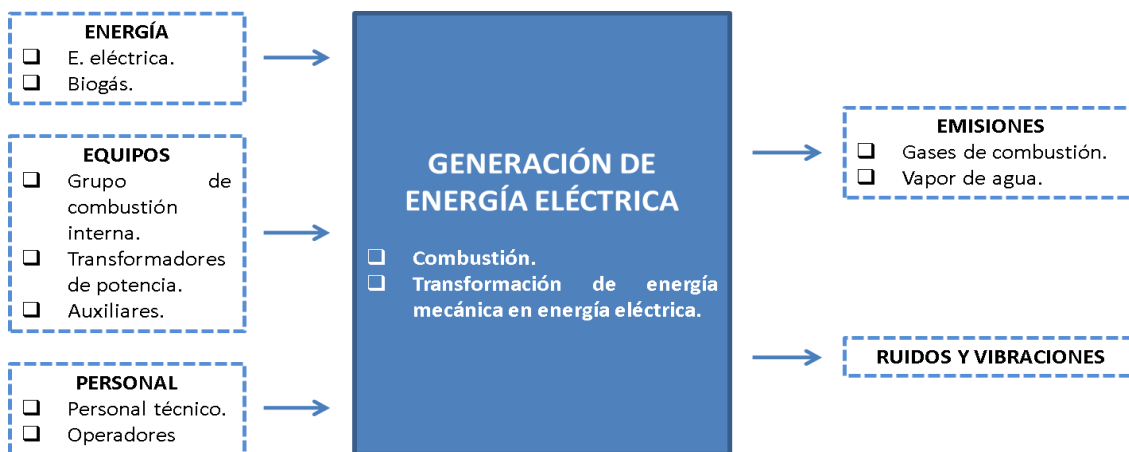 ENERGÍA
❑ E. eléctrica.
❑ Biogás.
EQUIPOS
❑ Grupo de
combustión
interna.
❑ Transformadores
de potencia.
❑ Auxiliares.
PERSONAL
❑ Personal técnico.
❑ Operadores
GENERACIÓN DE
ENERGÍA ELÉCTRICA
❑ Combustión.
❑ Transformación de energía
mecánica en energía eléctrica.
EMISIONES
❑ Gases de combustión.
❑ Vapor de agua.
RUIDOS Y VIBRACIONES